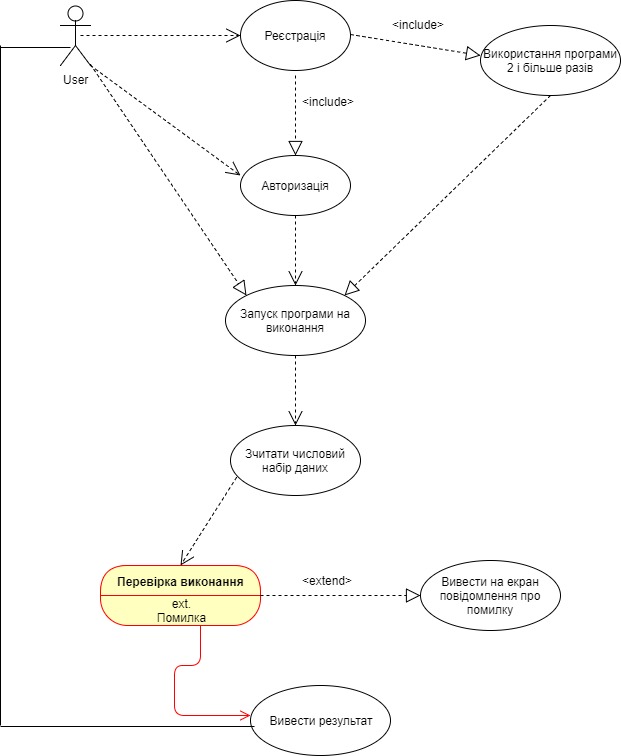 <include>
Реєстрація
Використання програми
2 і більше разів
User
<include>
Авторизація
Запуск програми на
виконання
Зчитати числовий
набір даних
Перевірка виконання
ext.
Помилка
<extend>
Вивести на екран
повідомлення про
помилку
Вивести результат